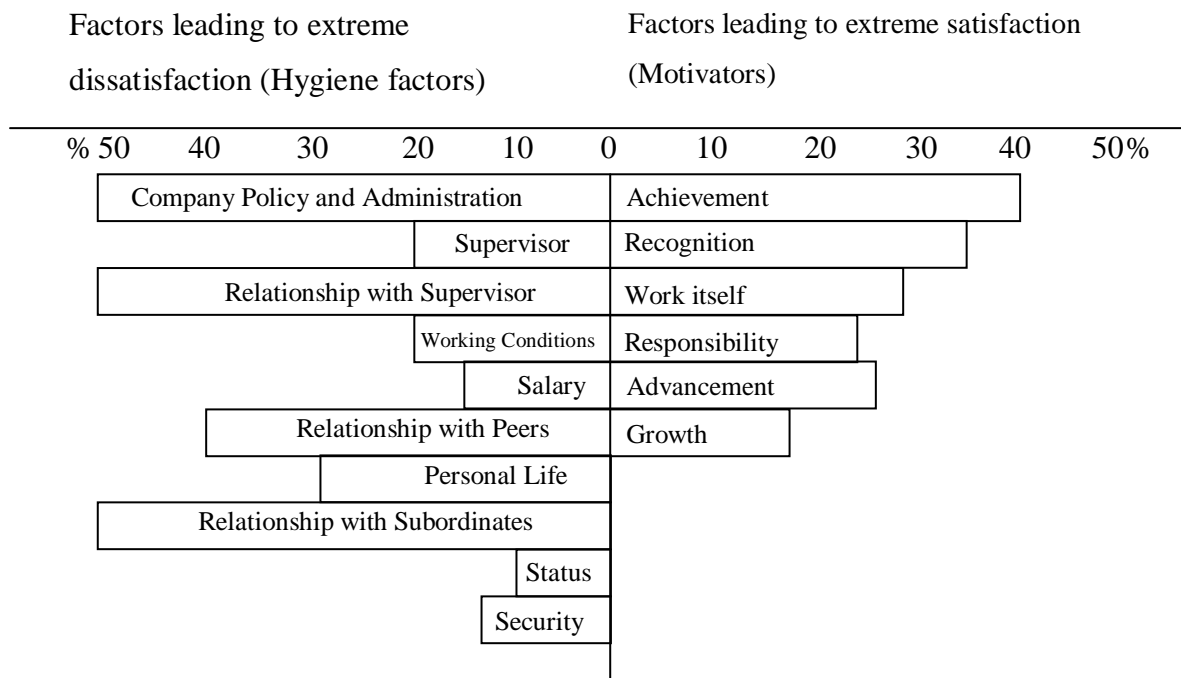 Factors leading to extreme
dissatisfaction (Hygiene factors)
Factors leading to extreme satisfaction
(Motivators)
% 50 40 30 20 10 0 10 20 30 40 50%
Company Policy and Administration Achievement
Supervisor Recognition
Relationship with Supervisor Work itself
Working Conditions Responsibility
Salary Advancement
Relationship with Peers Growth
Personal Life
Relationship with Subordinates
Status
Security